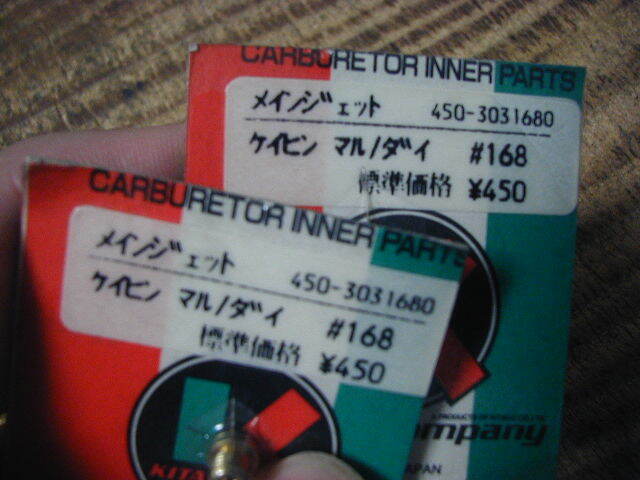 CARBURETOR INNER PARTS
メインジェット 450-3031680
ケイヒン マル/ダイ #168
標準価格 ¥450
CARBURETOR INNER PARTS
メインジェット 450-3031680
ケイヒン マル/ダイ #168
標準価格 ¥450
ompany
JAPAN
KITA